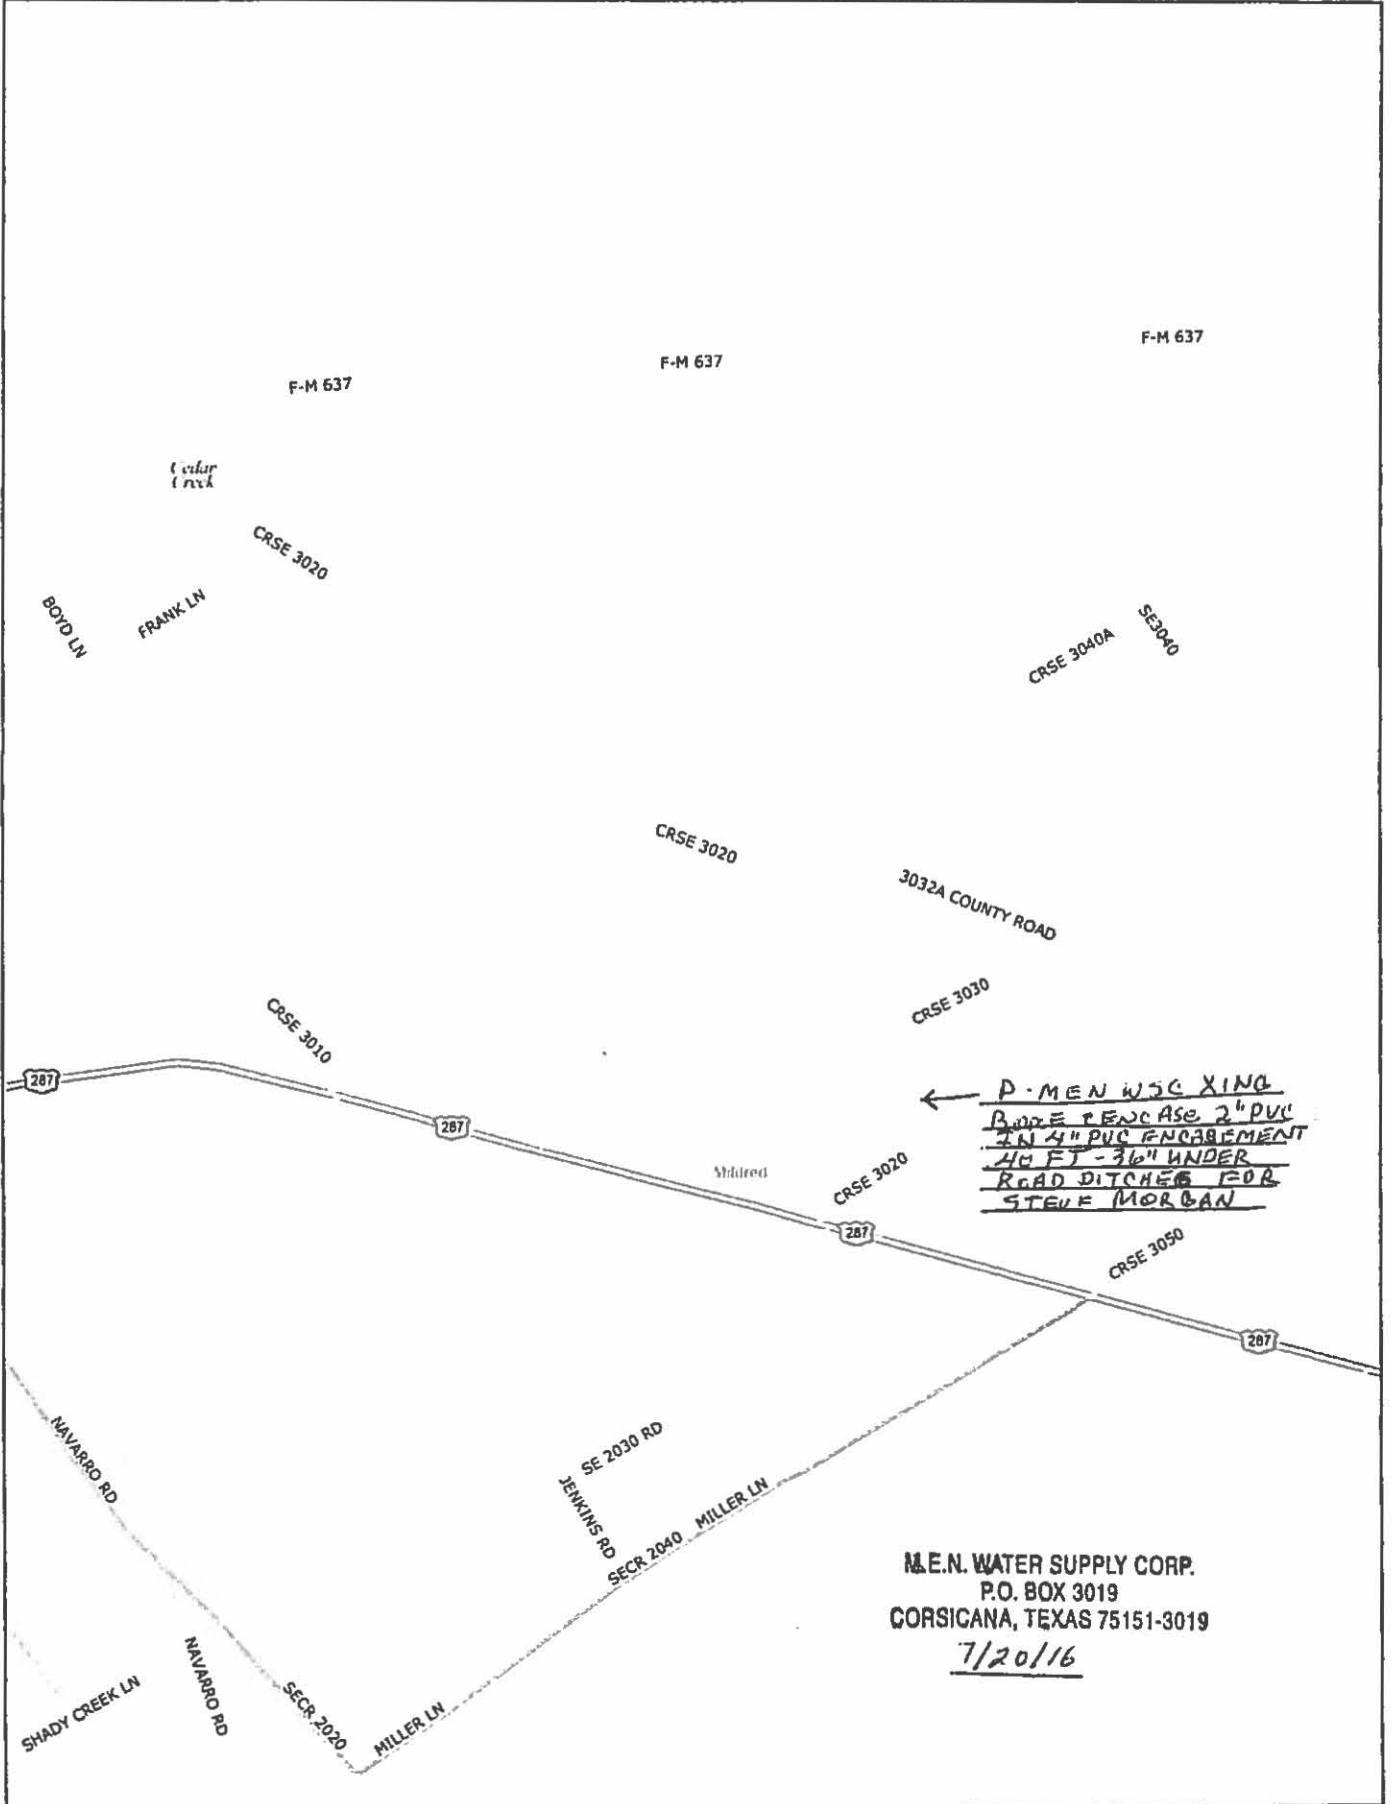 F-M 637
F-M 637
F-M 637
Cedar
Creek
CRSE 3020
BOYD LN
FRANK LN
SE3040
CRSE 3040A
CRSE 3020
3032A COUNTY ROAD
CRSE 3030
CRSE 3010
287
287
Mildred
CRSE 3020
287
P-MEN WSC XING
BORE & ENCASE 2" PVC
IN 4" PVC ENCASEMENT
40 FT - 36" UNDER
ROAD DITCHES FOR
STEVE MORGAN
CRSE 3050
287
NAVARRO RD
SE 2030 RD
JENKINS RD
MILLER LN
SECR 2040
M.E.N. WATER SUPPLY CORP.
P.O. BOX 3019
CORSICANA, TEXAS 75151-3019
7/20/16
NAVARRO RD
SHADY CREEK LN
SECR 2020
MILLER LN